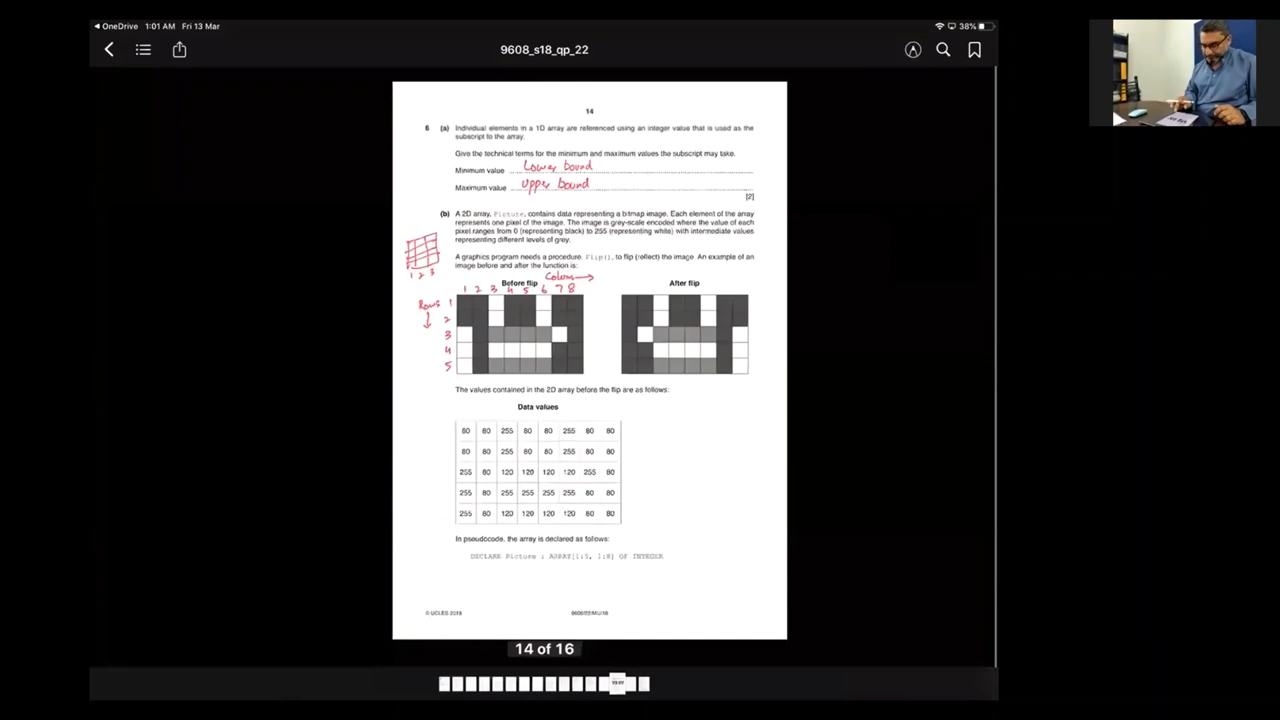 OneDrive 1:01 AM Fri 13 Mar 38%
9608_s18_qp_22
14
6 (a) Individual elements in a 1D array are referenced using an integer value that is used as the
subscript to the array.
Give the technical terms for the minimum and maximum values the subscript may take.
Minimum value Lower bound
Maximum value Upper bound
[2]
(b) A 2D array, Picture, contains data representing a bitmap image. Each element of the array
represents one pixel of the image. The image is grey-scale encoded where the value of each
pixel ranges from 0 (representing black) to 255 (representing white) with intermediate values
representing different levels of grey.
A graphics program needs a procedure, Flip(), to flip (reflect) the image. An example of an
image before and after the function is:
1 2 3
Before flip After flip
1 2 3 4 5 6 7 8
Rows 1
2
3
4
5
The values contained in the 2D array before the flip are as follows:
Data values
80 80 255 80 80 255 80 80
80 80 255 80 80 255 80 80
255 80 120 120 120 120 255 80
255 80 255 255 255 255 80 80
255 80 120 120 120 120 80 80
In pseudocode, the array is declared as follows:
DECLARE Picture : ARRAY[1:5, 1:8] OF INTEGER
© UCLES 2018
14 of 16